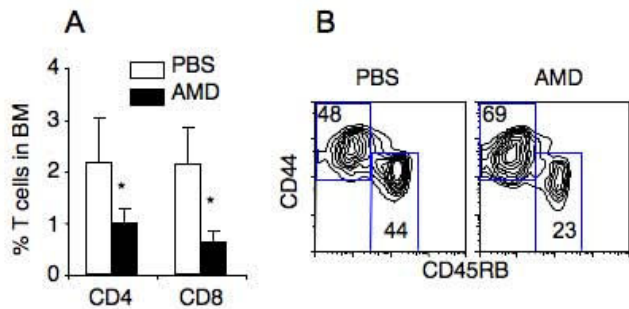 A
% T cells in BM
4
3
2
1
0
PBS
AMD
*
*
CD4
CD8
B
PBS
AMD
CD44
48
44
69
23
CD45RB